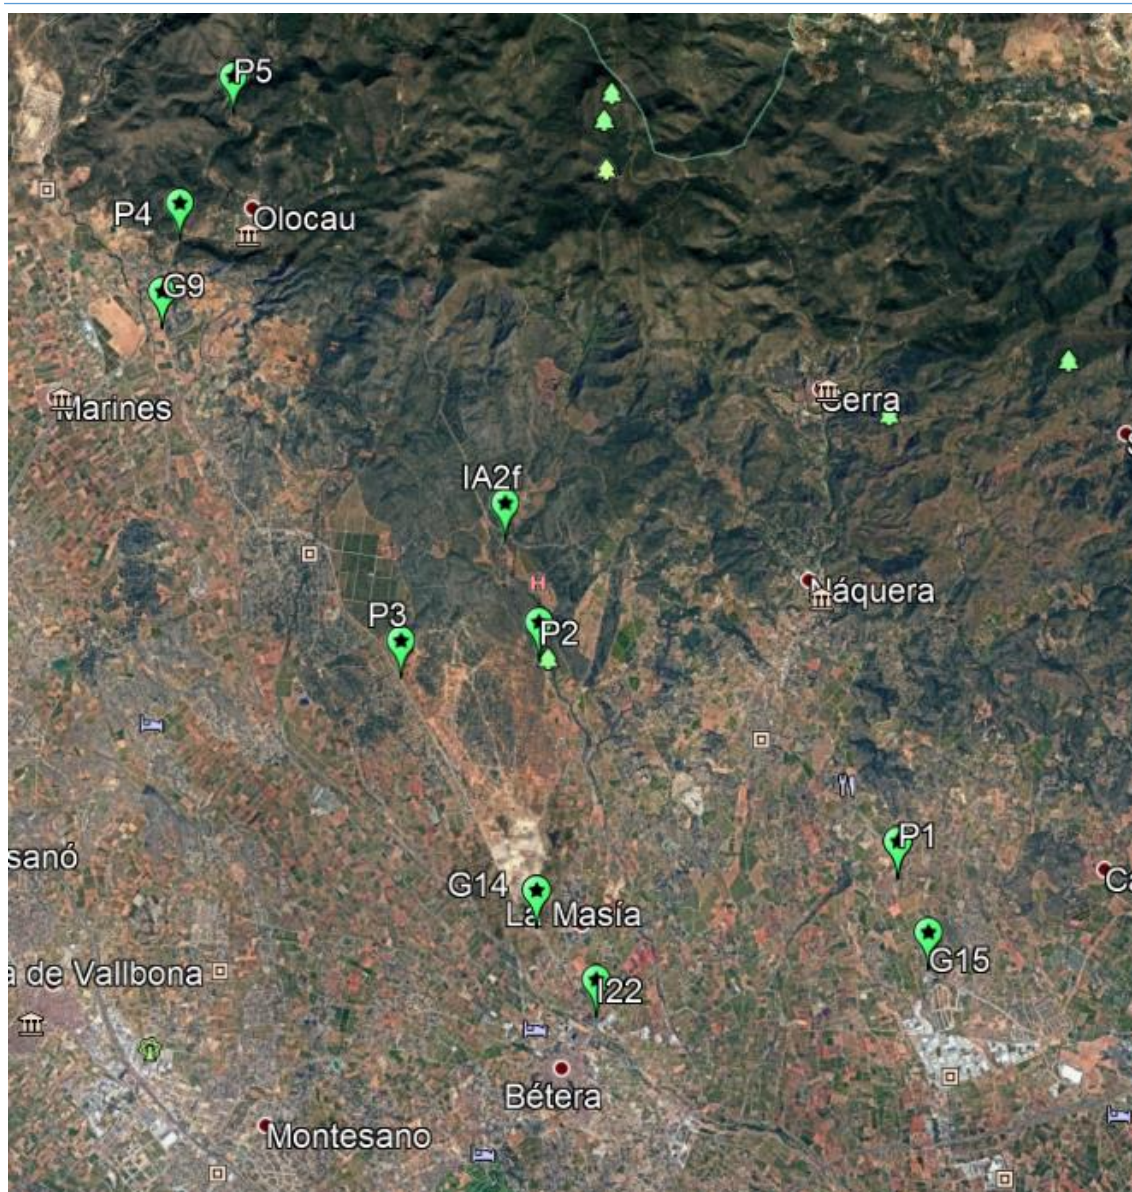 P5
P4
Olocau
G9
Marines
Serra
IA2f
Náquera
P3
P2
P1
sanó
G14
La Masía
Ca
G15
a de Vallbona
I22
Bétera
Montesano